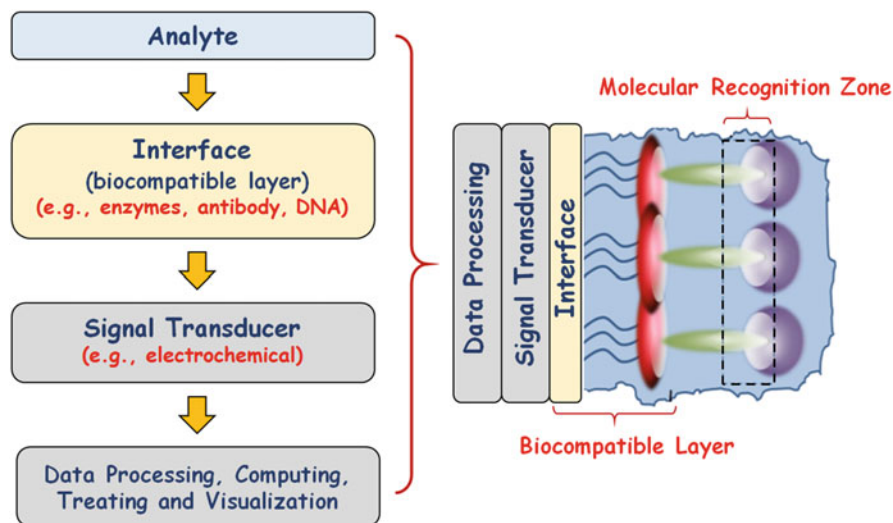 Analyte
Interface
(biocompatible layer)
(e.g., enzymes, antibody, DNA)
Signal Transducer
(e.g., electrochemical)
Data Processing, Computing,
Treating and Visualization
Molecular Recognition Zone
Data Processing
Signal Transducer
Interface
Biocompatible Layer